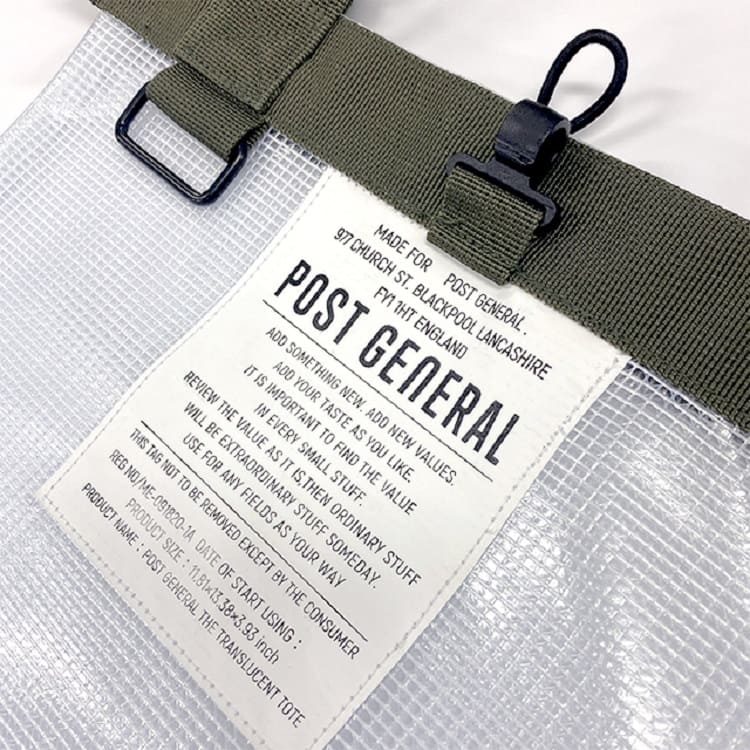 MADE FOR POST GENERAL.
977 CHURCH ST. BLACKPOOL LANCASHIRE
FY1 1HT ENGLAND
POST GENERAL
ADD SOMETHING NEW. ADD NEW VALUES.
ADD YOUR TASTE AS YOU LIKE.
IT IS IMPORTANT TO FIND THE VALUE
IN EVERY SMALL STUFF.
REVIEW THE VALUE AS IT IS.THEN ORDINARY STUFF
WILL BE EXTRAORDINARY STUFF SOMEDAY.
USE FOR ANY FIELDS AS YOUR WAY
THIS TAG NOT TO BE REMOVED EXCEPT BY THE CONSUMER
REG NO/ME-091820-1A DATE OF START USING :
PRODUCT SIZE : 11.81×13.38×3.93 inch
PRODUCT NAME : POST GENERAL THE TRANSLUCENT TOTE